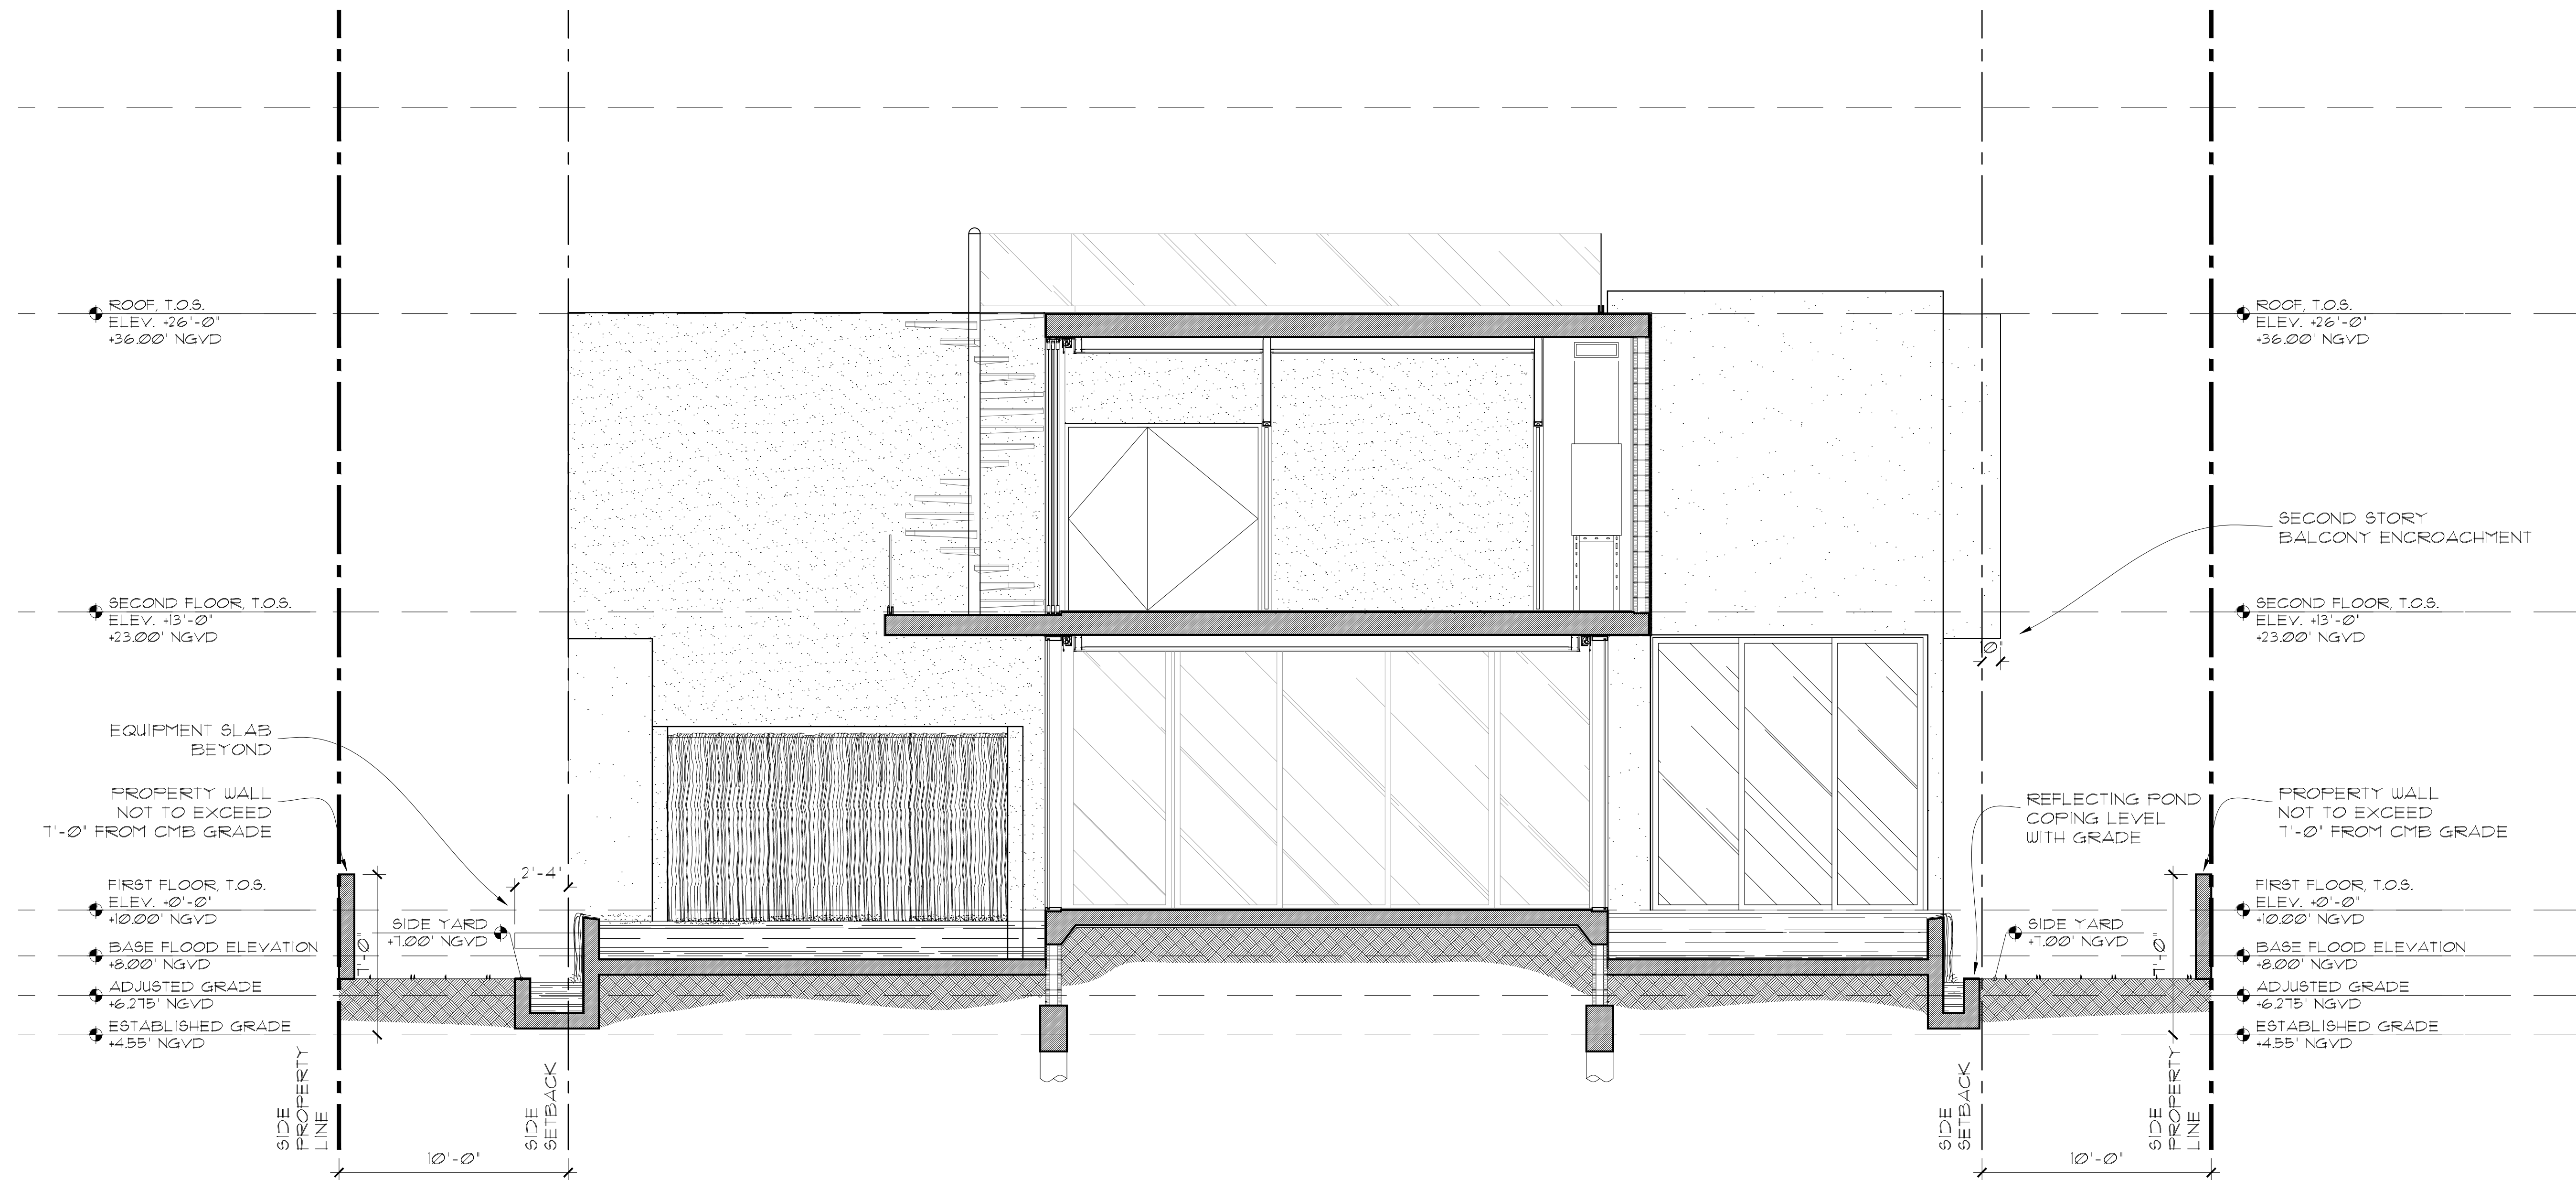 ROOF, T.O.S.
ELEV. +26'-0"
+36.00' NGVD
SECOND FLOOR, T.O.S.
ELEV. +13'-0"
+23.00' NGVD
EQUIPMENT SLAB
BEYOND
PROPERTY WALL
NOT TO EXCEED
7'-0" FROM CMB GRADE
FIRST FLOOR, T.O.S.
ELEV. +0'-0"
+10.00' NGVD
BASE FLOOD ELEVATION
+8.00' NGVD
ADJUSTED GRADE
+6.275' NGVD
ESTABLISHED GRADE
+4.55' NGVD
2'-4"
SIDE YARD
+7.00' NGVD
7'-0"
SIDE
PROPERTY
LINE
SIDE
SETBACK
10'-0"
ROOF, T.O.S.
ELEV. +26'-0"
+36.00' NGVD
SECOND STORY
BALCONY ENCROACHMENT
SECOND FLOOR, T.O.S.
ELEV. +13'-0"
+23.00' NGVD
REFLECTING POND
COPING LEVEL
WITH GRADE
PROPERTY WALL
NOT TO EXCEED
7'-0" FROM CMB GRADE
FIRST FLOOR, T.O.S.
ELEV. +0'-0"
+10.00' NGVD
SIDE YARD
+7.00' NGVD
7'-0"
BASE FLOOD ELEVATION
+8.00' NGVD
ADJUSTED GRADE
+6.275' NGVD
ESTABLISHED GRADE
+4.55' NGVD
SIDE
SETBACK
SIDE
PROPERTY
LINE
10'-0"